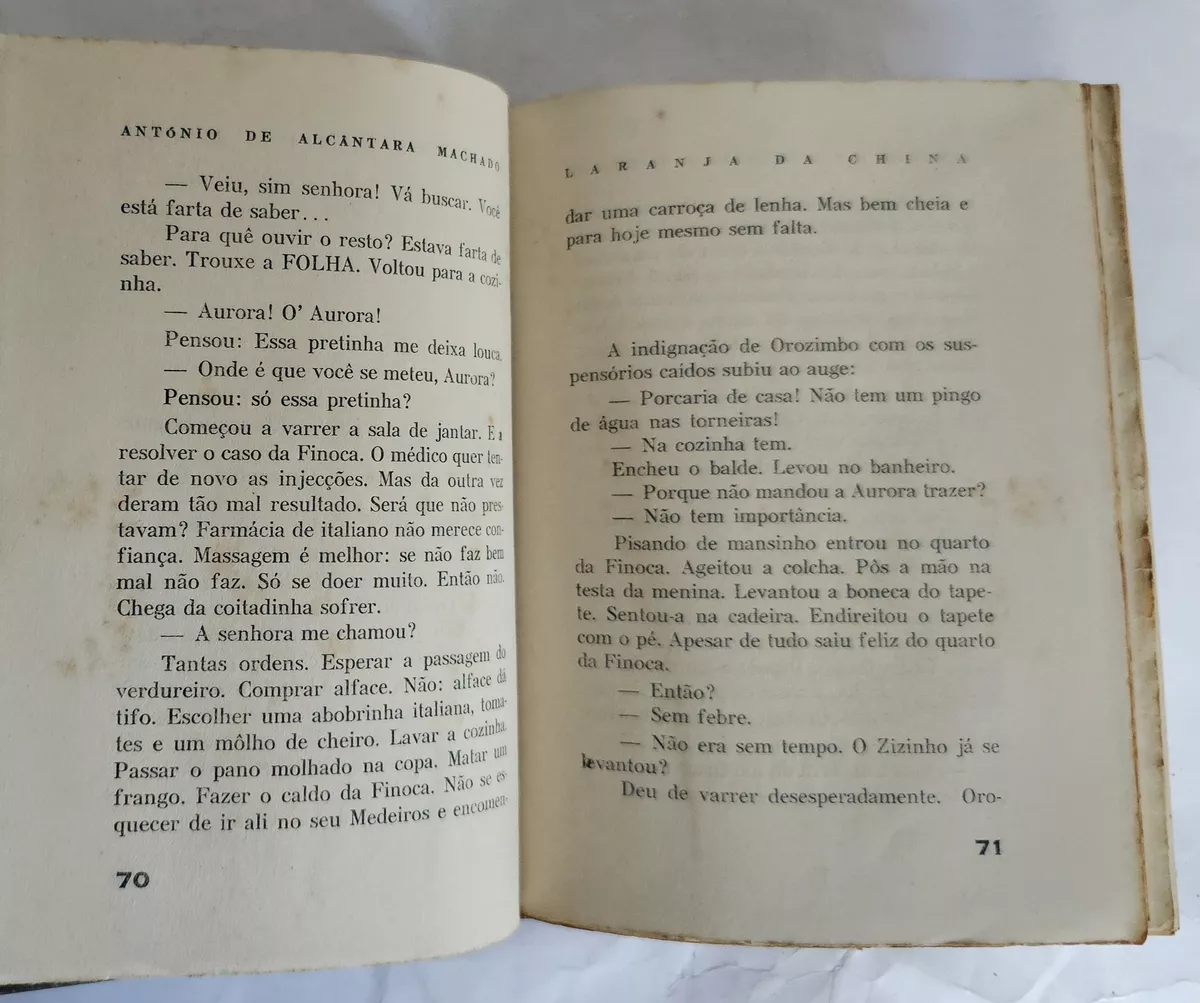 ANTÓNIO DE ALCÂNTARA MACHADO
— Veiu, sim senhora! Vá buscar. Você
está farta de saber...
Para quê ouvir o resto? Estava farta de
saber. Trouxe a FOLHA. Voltou para a cozi-
nha.
— Aurora! O' Aurora!
Pensou: Essa pretinha me deixa louca.
— Onde é que você se meteu, Aurora?
Pensou: só essa pretinha?
Começou a varrer a sala de jantar. E a
resolver o caso da Finoca. O médico quer ten-
tar de novo as injecções. Mas da outra vez
deram tão mal resultado. Será que não pres-
tavam? Farmácia de italiano não merece con-
fiança. Massagem é melhor: se não faz bem
mal não faz. Só se doer muito. Então não.
Chega da coitadinha sofrer.
— A senhora me chamou?
Tantas ordens. Esperar a passagem do
verdureiro. Comprar alface. Não: alface dá
tifo. Escolher uma abobrinha italiana, toma-
tes e um môlho de cheiro. Lavar a cozinha.
Passar o pano molhado na copa. Matar um
frango. Fazer o caldo da Finoca. Não se es-
quecer de ir ali no seu Medeiros e encomen-
70
LARANJA DA CHINA
dar uma carroça de lenha. Mas bem cheia e
para hoje mesmo sem falta.
A indignação de Orozimbo com os sus-
pensórios caídos subiu ao auge:
— Porcaria de casa! Não tem um pingo
de água nas torneiras!
— Na cozinha tem.
Encheu o balde. Levou no banheiro.
— Porque não mandou a Aurora trazer?
— Não tem importância.
Pisando de mansinho entrou no quarto
da Finoca. Ageitou a colcha. Pôs a mão na
testa da menina. Levantou a boneca do tape-
te. Sentou-a na cadeira. Endireitou o tapete
com o pé. Apesar de tudo saiu feliz do quarto
da Finoca.
— Então?
— Sem febre.
— Não era sem tempo. O Zizinho já se
levantou?
Deu de varrer desesperadamente. Oro-
71